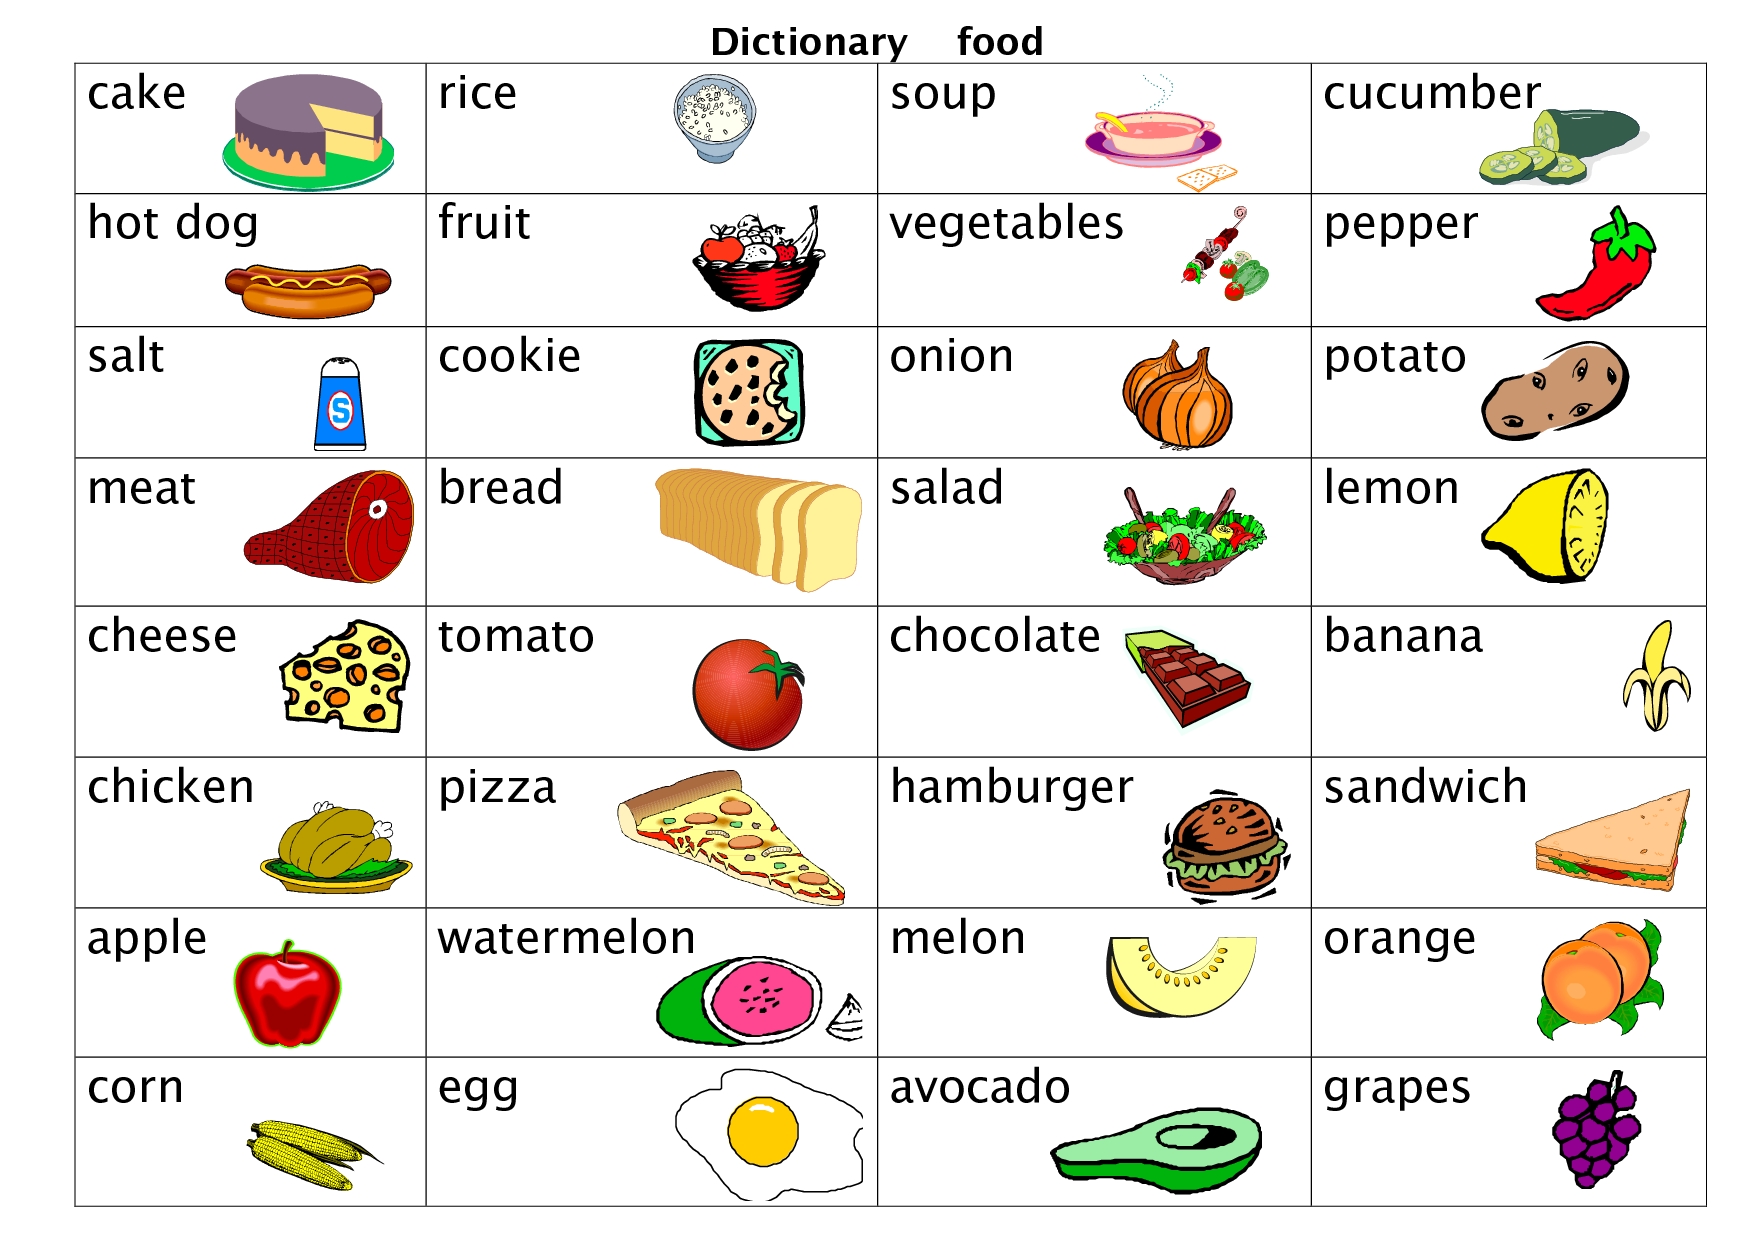 Dictionary food
cake rice soup cucumber
hot dog fruit vegetables pepper
salt cookie onion potato
S
meat bread salad lemon
cheese tomato chocolate banana
chicken pizza hamburger sandwich
apple watermelon melon orange
corn egg avocado grapes